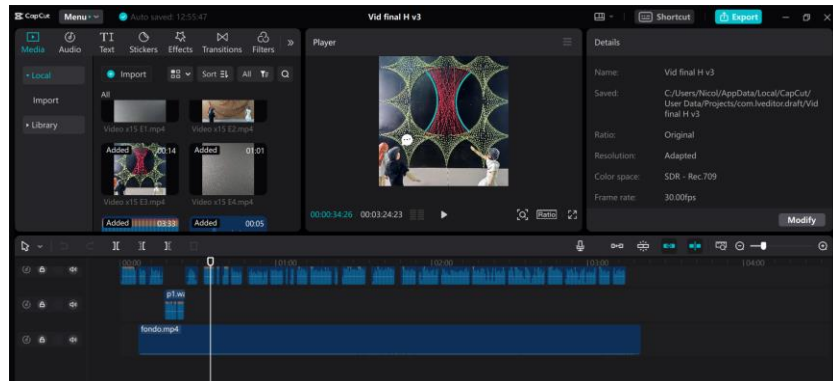 CapCut Menu Auto saved: 12:55:47 Vid final H v3 Shortcut Export
Media Audio Text Stickers Effects Transitions Filters
Player
Details
Local
Import
Library
Import Sort All
All
Video x15 E1.mp4 Video x15 E2.mp4
Added 00:14 Added 01:01
Video x15 E3.mp4 Video x15 E4.mp4
Added 03:33 Added 00:05
00:00:34:26 00:03:24:23 Ratio
Name: Vid final H v3
Saved: C:/Users/Nicol/AppData/Local/CapCut/
User Data/Projects/com.lveditor.draft/Vid
final H v3
Ratio: Original
Resolution: Adapted
Color space: SDR - Rec.709
Frame rate: 30.00fps
Modify
00:00 01:00 02:00 03:00 04:00
p1.wa
fondo.mp4